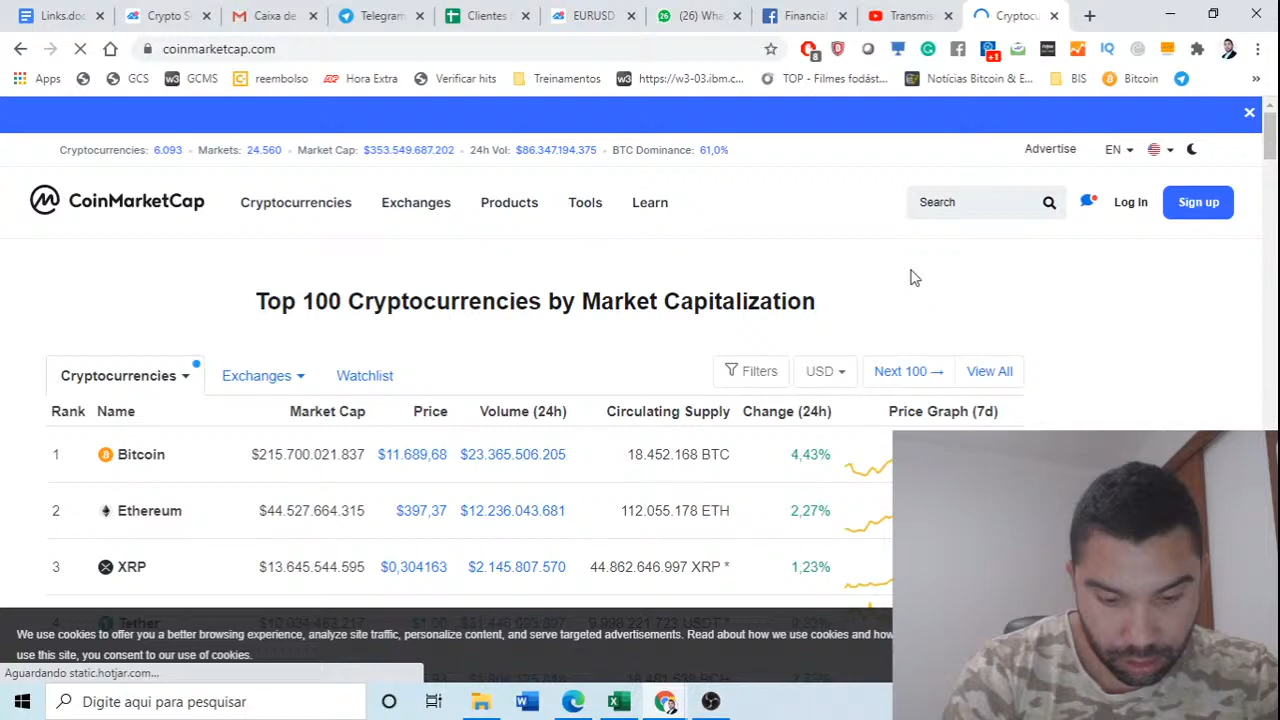 Links.doc
Crypto S
Caixa de
Telegram
Clientes
EURUSD
(26) Wha
Financial
Transmis
Cryptoc
coinmarketcap.com
8
+1
Apps
GCS
GCMS
reembolso
Hora Extra
Verificar hits
Treinamentos
https://w3-03.ibm.c...
TOP - Filmes fodást...
Notícias Bitcoin & E...
BIS
Bitcoin
Cryptocurrencies: 6.093 Markets: 24.560 Market Cap: $353.549.687.202 24h Vol: $86.347.194.375 BTC Dominance: 61,0%
Advertise
EN
CoinMarketCap
Cryptocurrencies
Exchanges
Products
Tools
Learn
Search
Log In
Sign up
Top 100 Cryptocurrencies by Market Capitalization
Cryptocurrencies
Exchanges
Watchlist
Filters
USD
Next 100 →
View All
Rank Name Market Cap Price Volume (24h) Circulating Supply Change (24h) Price Graph (7d)
1 Bitcoin $215.700.021.837 $11.689,68 $23.365.506.205 18.452.168 BTC 4,43%
2 Ethereum $44.527.664.315 $397,37 $12.236.043.681 112.055.178 ETH 2,27%
3 XRP $13.645.544.595 $0,304163 $2.145.807.570 44.862.646.997 XRP * 1,23%
4 Tether
We use cookies to offer you a better browsing experience, analyze site traffic, personalize content, and serve targeted advertisements. Read about how we use cookies and how
use this site, you consent to our use of cookies.
Aguardando static.hotjar.com...
Digite aqui para pesquisar